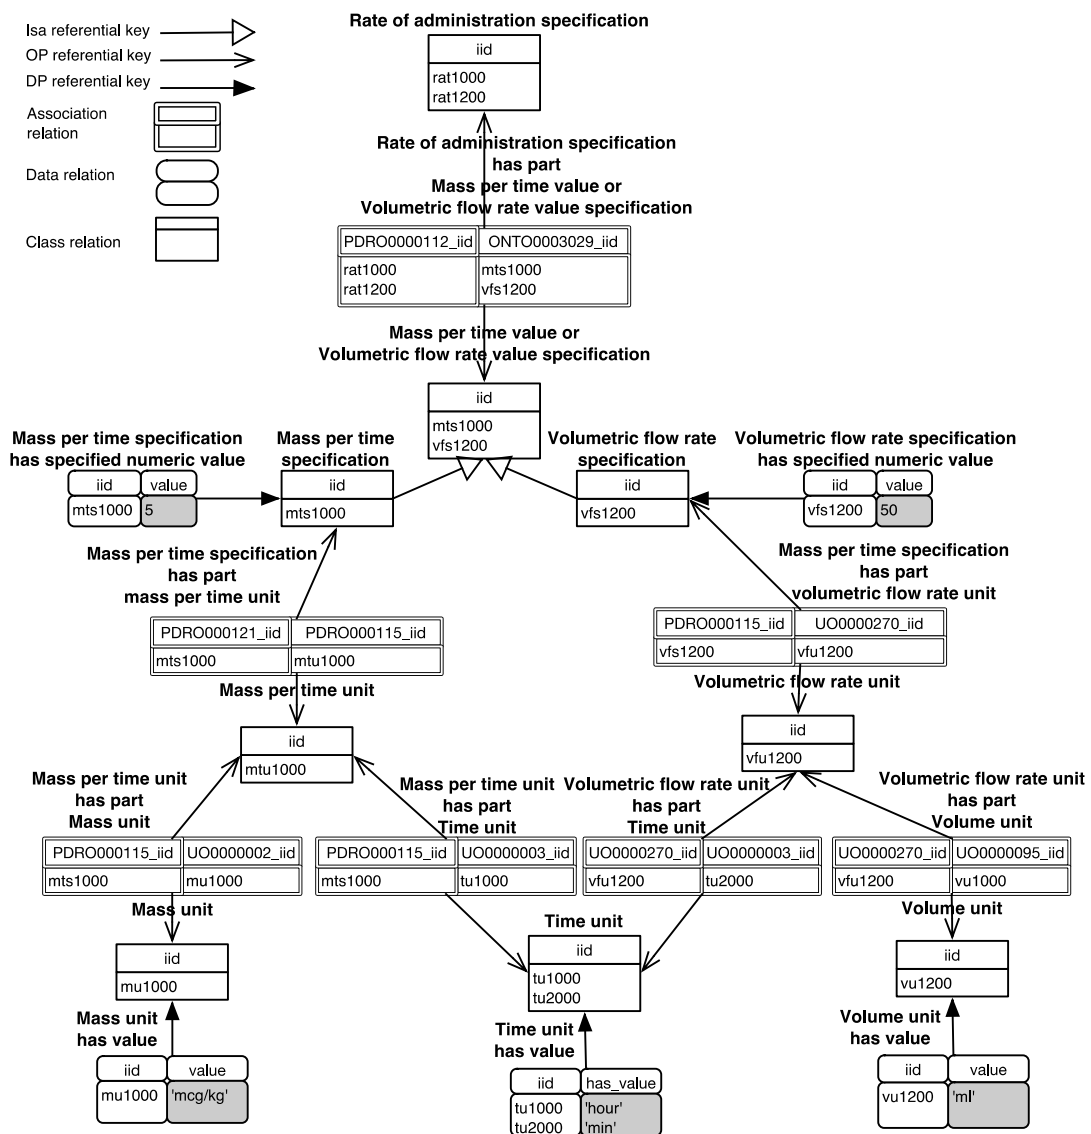 Isa referential key
OP referential key
DP referential key
Association
relation
Data relation
Class relation
Rate of administration specification
iid
rat1000
rat1200
Rate of administration specification
has part
Mass per time value or
Volumetric flow rate value specification
PDRO0000112_iid ONTO0003029_iid
rat1000 mts1000
rat1200 vfs1200
Mass per time value or
Volumetric flow rate value specification
iid
mts1000
vfs1200
Mass per time specification
has specified numeric value
iid value
mts1000 5
Mass per time
specification
iid
mts1000
Volumetric flow rate
specification
iid
vfs1200
Volumetric flow rate specification
has specified numeric value
iid value
vfs1200 50
Mass per time specification
has part
mass per time unit
PDRO000121_iid PDRO000115_iid
mts1000 mtu1000
Mass per time specification
has part
volumetric flow rate unit
PDRO000115_iid UO0000270_iid
vfs1200 vfu1200
Mass per time unit
iid
mtu1000
Volumetric flow rate unit
iid
vfu1200
Mass per time unit
has part
Mass unit
PDRO000115_iid UO0000002_iid
mts1000 mu1000
Mass per time unit
has part
Time unit
PDRO000115_iid UO0000003_iid
mts1000 tu1000
Volumetric flow rate unit
has part
Time unit
UO0000270_iid UO0000003_iid
vfu1200 tu2000
Volumetric flow rate unit
has part
Volume unit
UO0000270_iid UO0000095_iid
vfu1200 vu1000
Mass unit
iid
mu1000
Time unit
iid
tu1000
tu2000
Volume unit
iid
vu1200
Mass unit
has value
iid value
mu1000 'mcg/kg'
Time unit
has value
iid has_value
tu1000 'hour'
tu2000 'min'
Volume unit
has value
iid value
vu1200 'ml'